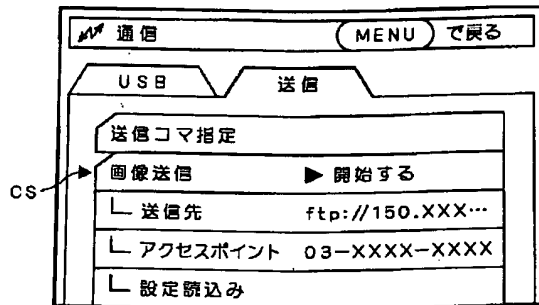 通信 MENU で戻る
USB 送信
送信コマ指定
画像送信 ▶ 開始する
CS
└ 送信先 ftp://150.XXX…
└ アクセスポイント 03-XXXX-XXXX
└ 設定読込み